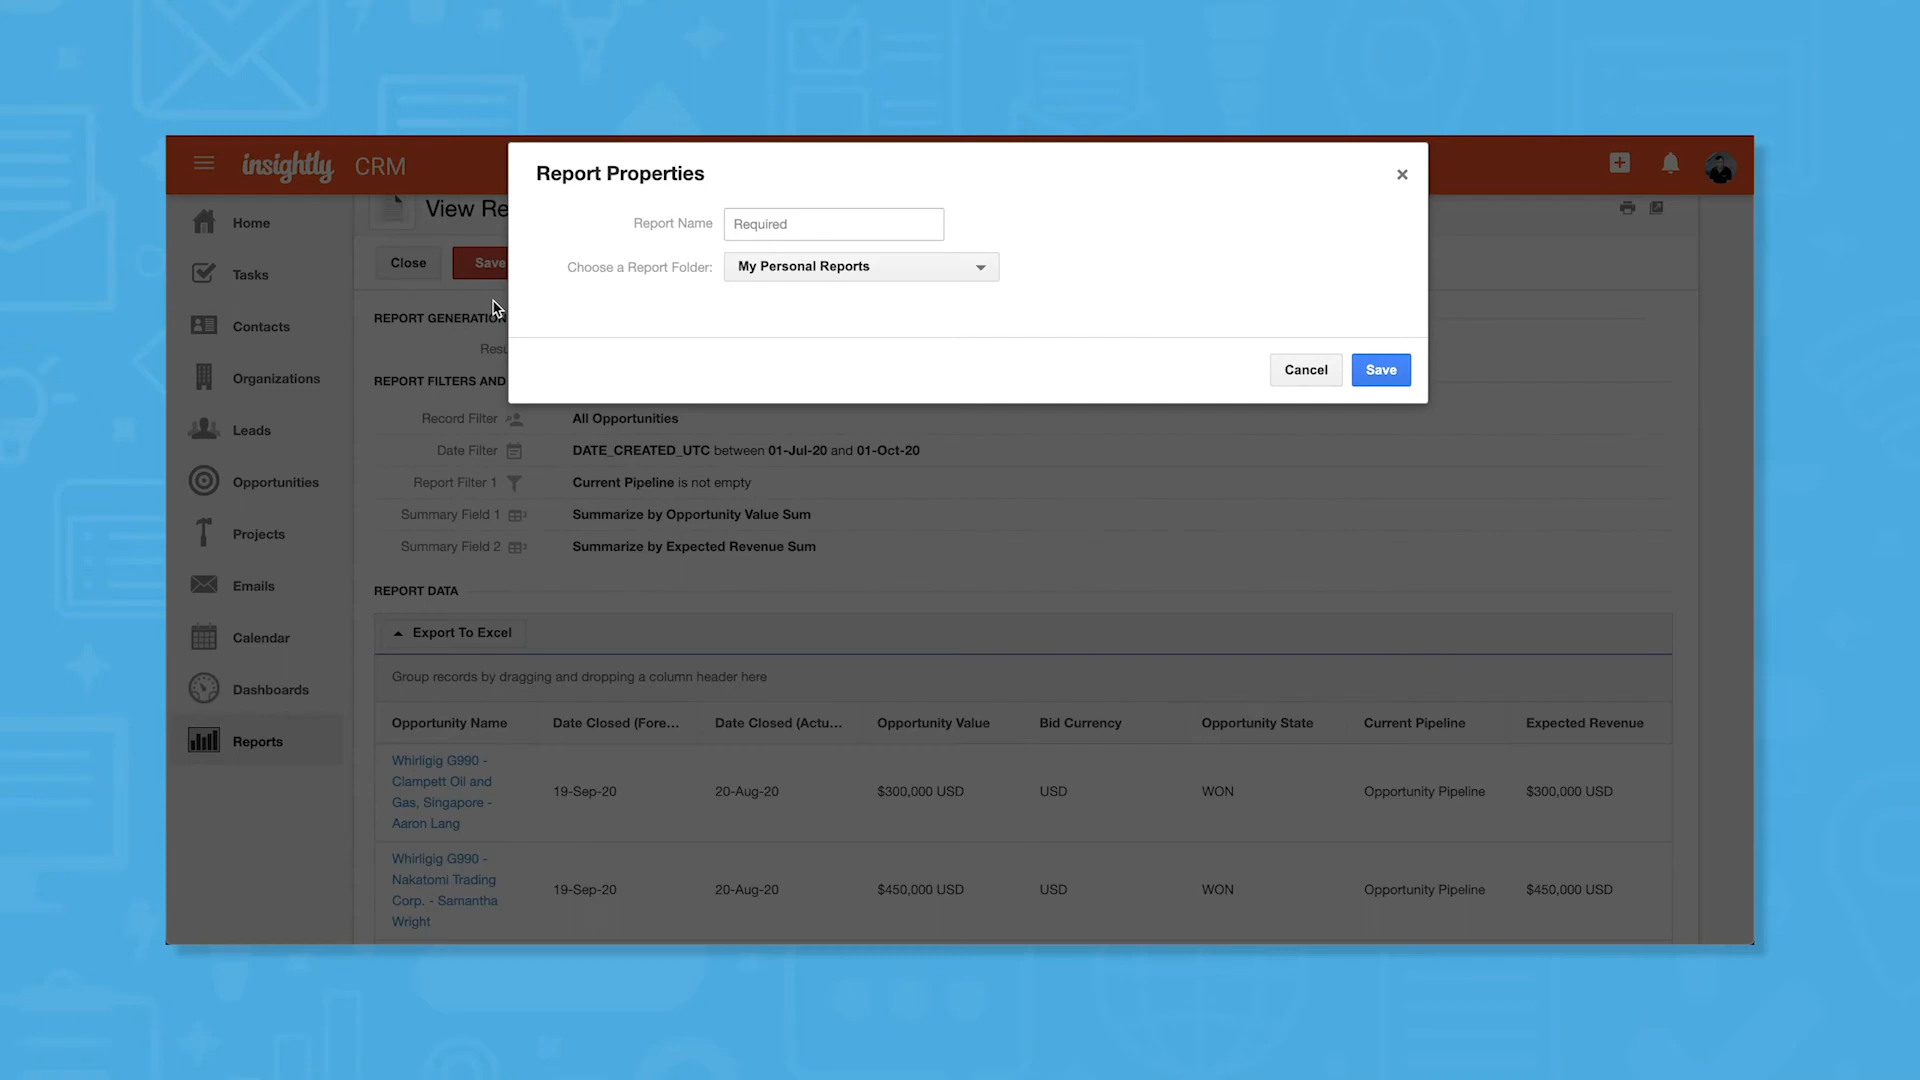 insightly CRM
Report Properties
×
Report Name Required
Choose a Report Folder: My Personal Reports
Cancel Save
View Re
Close Save
REPORT GENERATION
Resu
REPORT FILTERS AND
Record Filter All Opportunities
Date Filter DATE_CREATED_UTC between 01-Jul-20 and 01-Oct-20
Report Filter 1 Current Pipeline is not empty
Summary Field 1 Summarize by Opportunity Value Sum
Summary Field 2 Summarize by Expected Revenue Sum
Home
Tasks
Contacts
Organizations
Leads
Opportunities
Projects
Emails
Calendar
Dashboards
Reports
REPORT DATA
Export To Excel
Group records by dragging and dropping a column header here
Opportunity Name Date Closed (Fore... Date Closed (Actu... Opportunity Value Bid Currency Opportunity State Current Pipeline Expected Revenue
Whirligig G990 -
Clampett Oil and
Gas, Singapore -
Aaron Lang
19-Sep-20 20-Aug-20 $300,000 USD USD WON Opportunity Pipeline $300,000 USD
Whirligig G990 -
Nakatomi Trading
Corp. - Samantha
Wright
19-Sep-20 20-Aug-20 $450,000 USD USD WON Opportunity Pipeline $450,000 USD